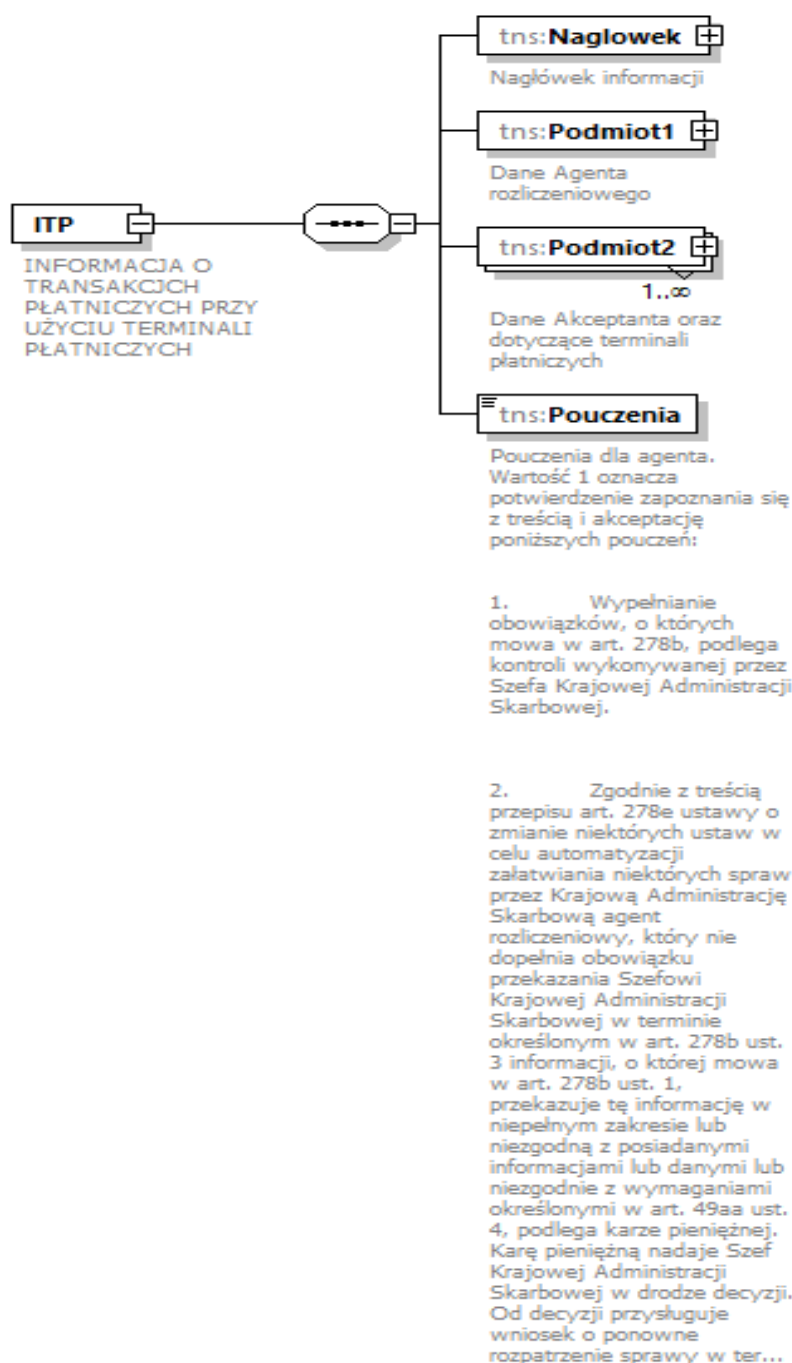 tns:Naglowek
Nagłówek informacji
tns:Podmiot1
Dane Agenta
rozliczeniowego
ITP
INFORMACJA O
TRANSAKCJCH
PŁATNICZYCH PRZY
UŻYCIU TERMINALI
PŁATNICZYCH
tns:Podmiot2
1..∞
Dane Akceptanta oraz
dotyczące terminali
płatniczych
tns:Pouczenia
Pouczenia dla agenta.
Wartość 1 oznacza
potwierdzenie zapoznania się
z treścią i akceptację
poniższych pouczeń:
1. Wypełnianie
obowiązków, o których
mowa w art. 278b, podlega
kontroli wykonywanej przez
Szefa Krajowej Administracji
Skarbowej.
2. Zgodnie z treścią
przepisu art. 278e ustawy o
zmianie niektórych ustaw w
celu automatyzacji
załatwiania niektórych spraw
przez Krajową Administrację
Skarbową agent
rozliczeniowy, który nie
dopełnia obowiązku
przekazania Szefowi
Krajowej Administracji
Skarbowej w terminie
określonym w art. 278b ust.
3 informacji, o której mowa
w art. 278b ust. 1,
przekazuje tę informację w
niepełnym zakresie lub
niezgodną z posiadanymi
informacjami lub danymi lub
niezgodnie z wymaganiami
określonymi w art. 49aa ust.
4, podlega karze pieniężnej.
Karę pieniężną nadaje Szef
Krajowej Administracji
Skarbowej w drodze decyzji.
Od decyzji przysługuje
wniosek o ponowne
rozpatrzenie sprawy w ter...